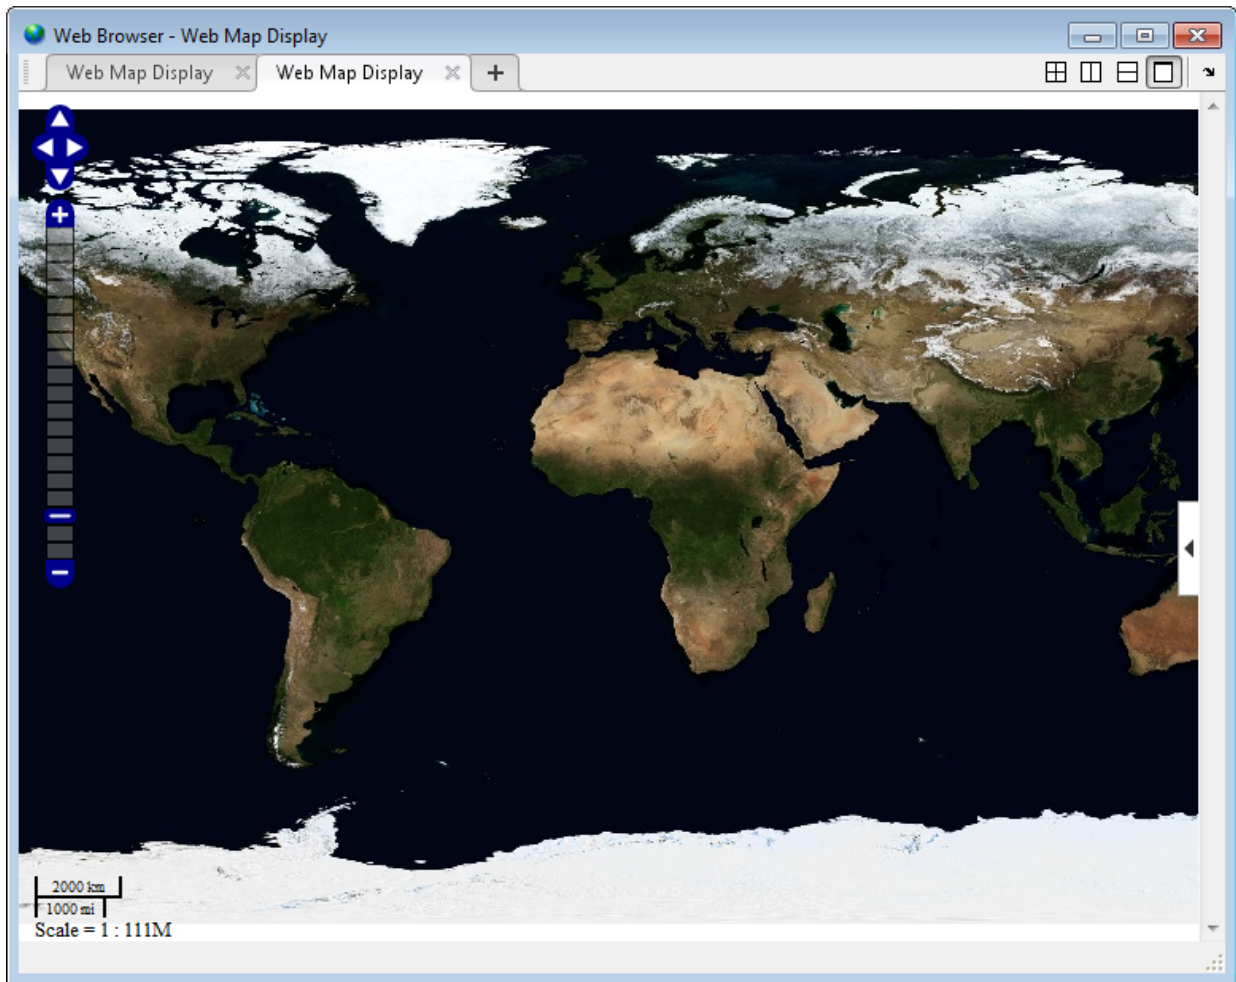 Web Browser - Web Map Display
Web Map Display
Web Map Display
2000 km
1000 mi
Scale = 1 : 111M